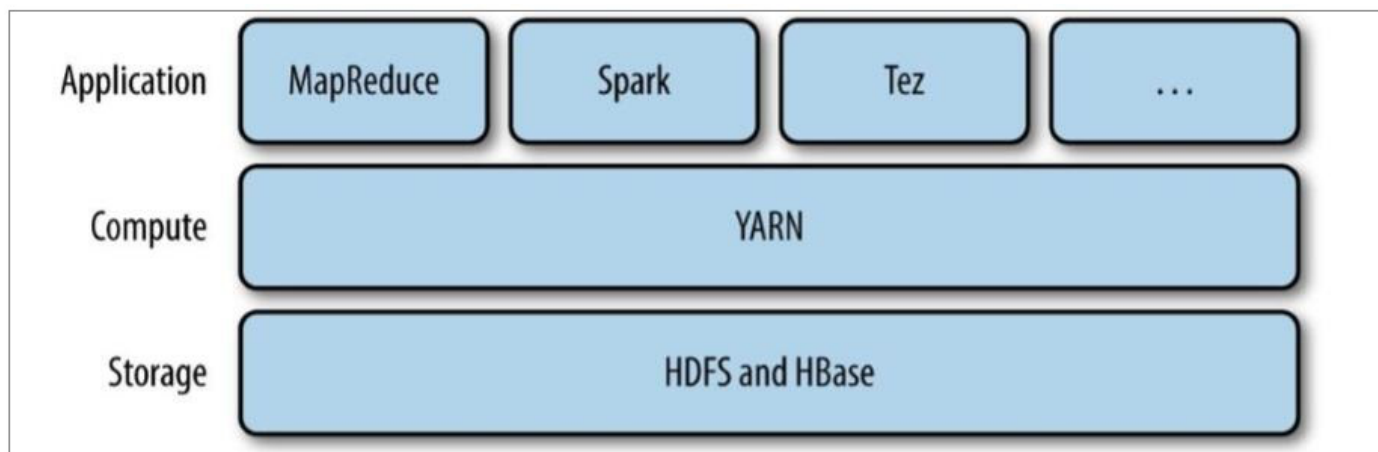 Application MapReduce Spark Tez ...
Compute YARN
Storage HDFS and HBase